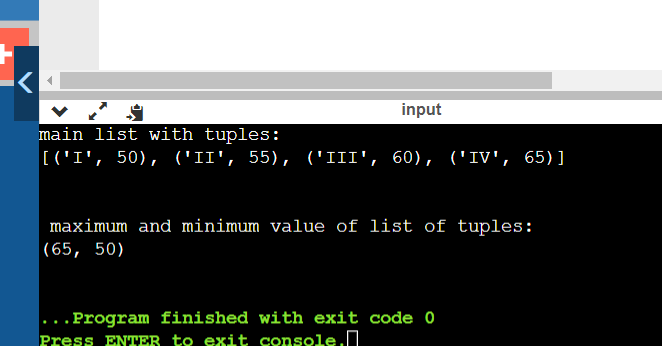 input
main list with tuples:
[('I', 50), ('II', 55), ('III', 60), ('IV', 65)]
maximum and minimum value of list of tuples:
(65, 50)
...Program finished with exit code 0
Press ENTER to exit console.